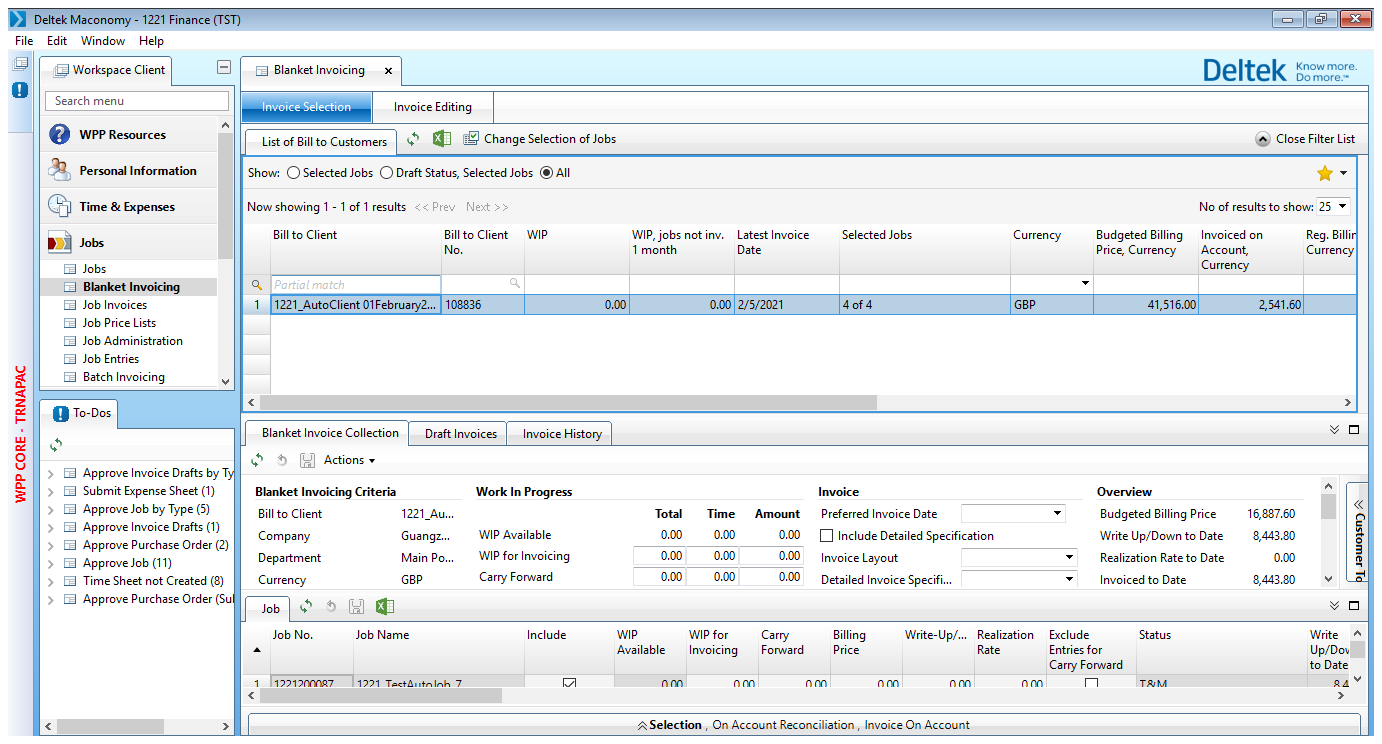 Deltek Maconomy - 1221 Finance (TST)
File Edit Window Help
Workspace Client
Search menu
WPP Resources
Personal Information
Time & Expenses
Jobs
Jobs
Blanket Invoicing
Job Invoices
Job Price Lists
Job Administration
Job Entries
Batch Invoicing
WPP CORE - TRNAPAC
To-Dos
Approve Invoice Drafts by Ty
Submit Expense Sheet (1)
Approve Job by Type (5)
Approve Invoice Drafts (1)
Approve Purchase Order (2)
Approve Job (11)
Time Sheet not Created (8)
Approve Purchase Order (Sul
Blanket Invoicing
Deltek Know more. Do more.™
Invoice Selection Invoice Editing
List of Bill to Customers Change Selection of Jobs Close Filter List
Show: Selected Jobs Draft Status, Selected Jobs All
Now showing 1 - 1 of 1 results << Prev Next >> No of results to show: 25
Bill to Client Bill to Client No. WIP WIP, jobs not inv. 1 month Latest Invoice Date Selected Jobs Currency Budgeted Billing Price, Currency Invoiced on Account, Currency Reg. Billin Currency
Partial match
1 1221_AutoClient 01February2... 108836 0.00 0.00 2/5/2021 4 of 4 GBP 41,516.00 2,541.60
Blanket Invoice Collection Draft Invoices Invoice History
Actions
Blanket Invoicing Criteria Work In Progress Invoice Overview
Bill to Client 1221_Au... Total Time Amount Preferred Invoice Date Budgeted Billing Price 16,887.60
Company Guangz... WIP Available 0.00 0.00 0.00 Include Detailed Specification Write Up/Down to Date 8,443.80
Department Main Po... WIP for Invoicing 0.00 0.00 0.00 Invoice Layout Realization Rate to Date 0.00
Currency GBP Carry Forward 0.00 0.00 0.00 Detailed Invoice Specifi... Invoiced to Date 8,443.80
Customer To
Job
Job No. Job Name Include WIP Available WIP for Invoicing Carry Forward Billing Price Write-Up/... Realization Rate Exclude Entries for Carry Forward Status Write Up/Dov to Date
1 1221200087 1221_TestAutoJob_7 0.00 0.00 0.00 0.00 0.00 0.00 T&M 8,4
Selection , On Account Reconciliation , Invoice On Account